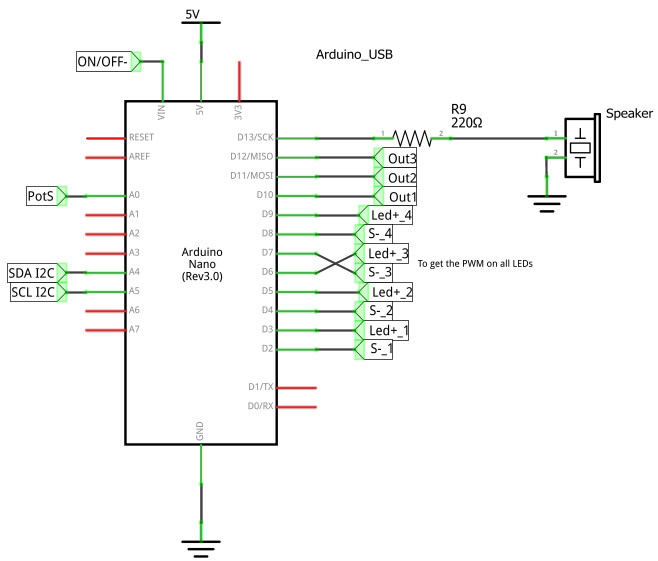 5V
Arduino_USB
ON/OFF-
VIN
5V
3V3
R9
220Ω
Speaker
RESET
D13/SCK
1
2
1
AREF
D12/MISO
Out3
2
D11/MOSI
Out2
PotS
A0
D10
Out1
A1
D9
Led+_4
A2
D8
S-_4
A3
D7
Led+_3
Arduino
Nano
(Rev3.0)
To get the PWM on all LEDs
SDA I2C
A4
D6
S-_3
SCL I2C
A5
D5
Led+_2
A6
D4
S-_2
A7
D3
Led+_1
D2
S-_1
D1/TX
D0/RX
GND